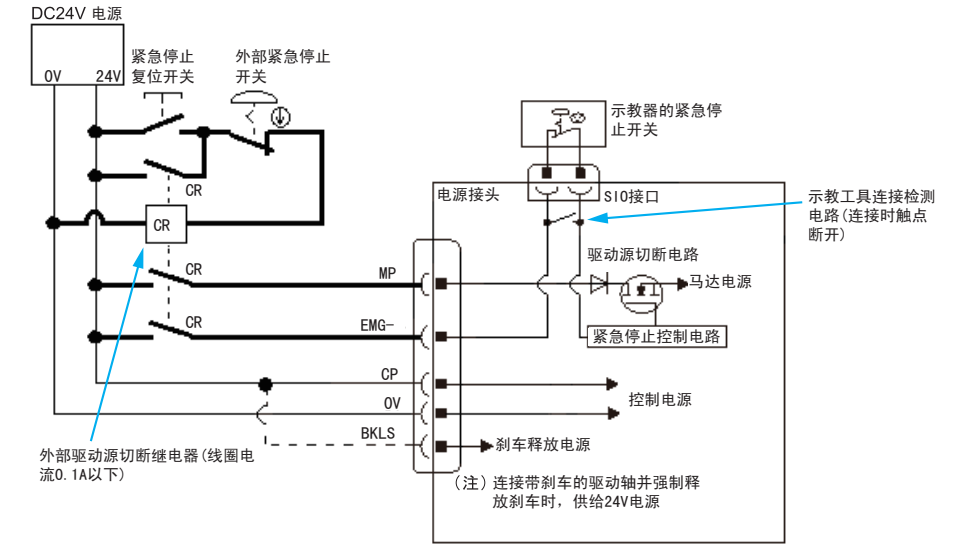 DC24V 电源
0V
24V
紧急停止
复位开关
外部紧急停止
开关
CR
CR
CR
CR
示教器的紧急停
止开关
电源接头
SIO接口
示教工具连接检测
电路(连接时触点
断开)
驱动源切断电路
马达电源
MP
EMG-
紧急停止控制电路
CP
0V
BKLS
控制电源
刹车释放电源
外部驱动源切断继电器(线圈电
流0.1A以下)
(注) 连接带刹车的驱动轴并强制释
放刹车时，供给24V电源